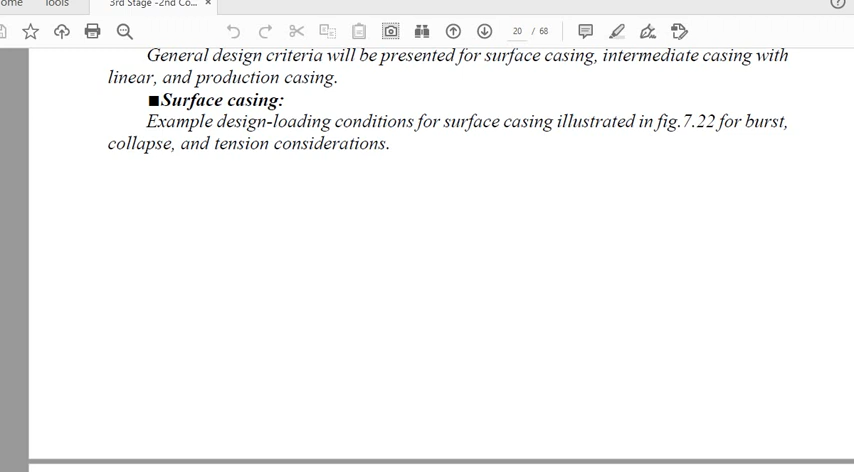 ome Tools 3rd Stage -2nd Co... ×
20 / 68
General design criteria will be presented for surface casing, intermediate casing with
linear, and production casing.
■Surface casing:
Example design-loading conditions for surface casing illustrated in fig.7.22 for burst,
collapse, and tension considerations.